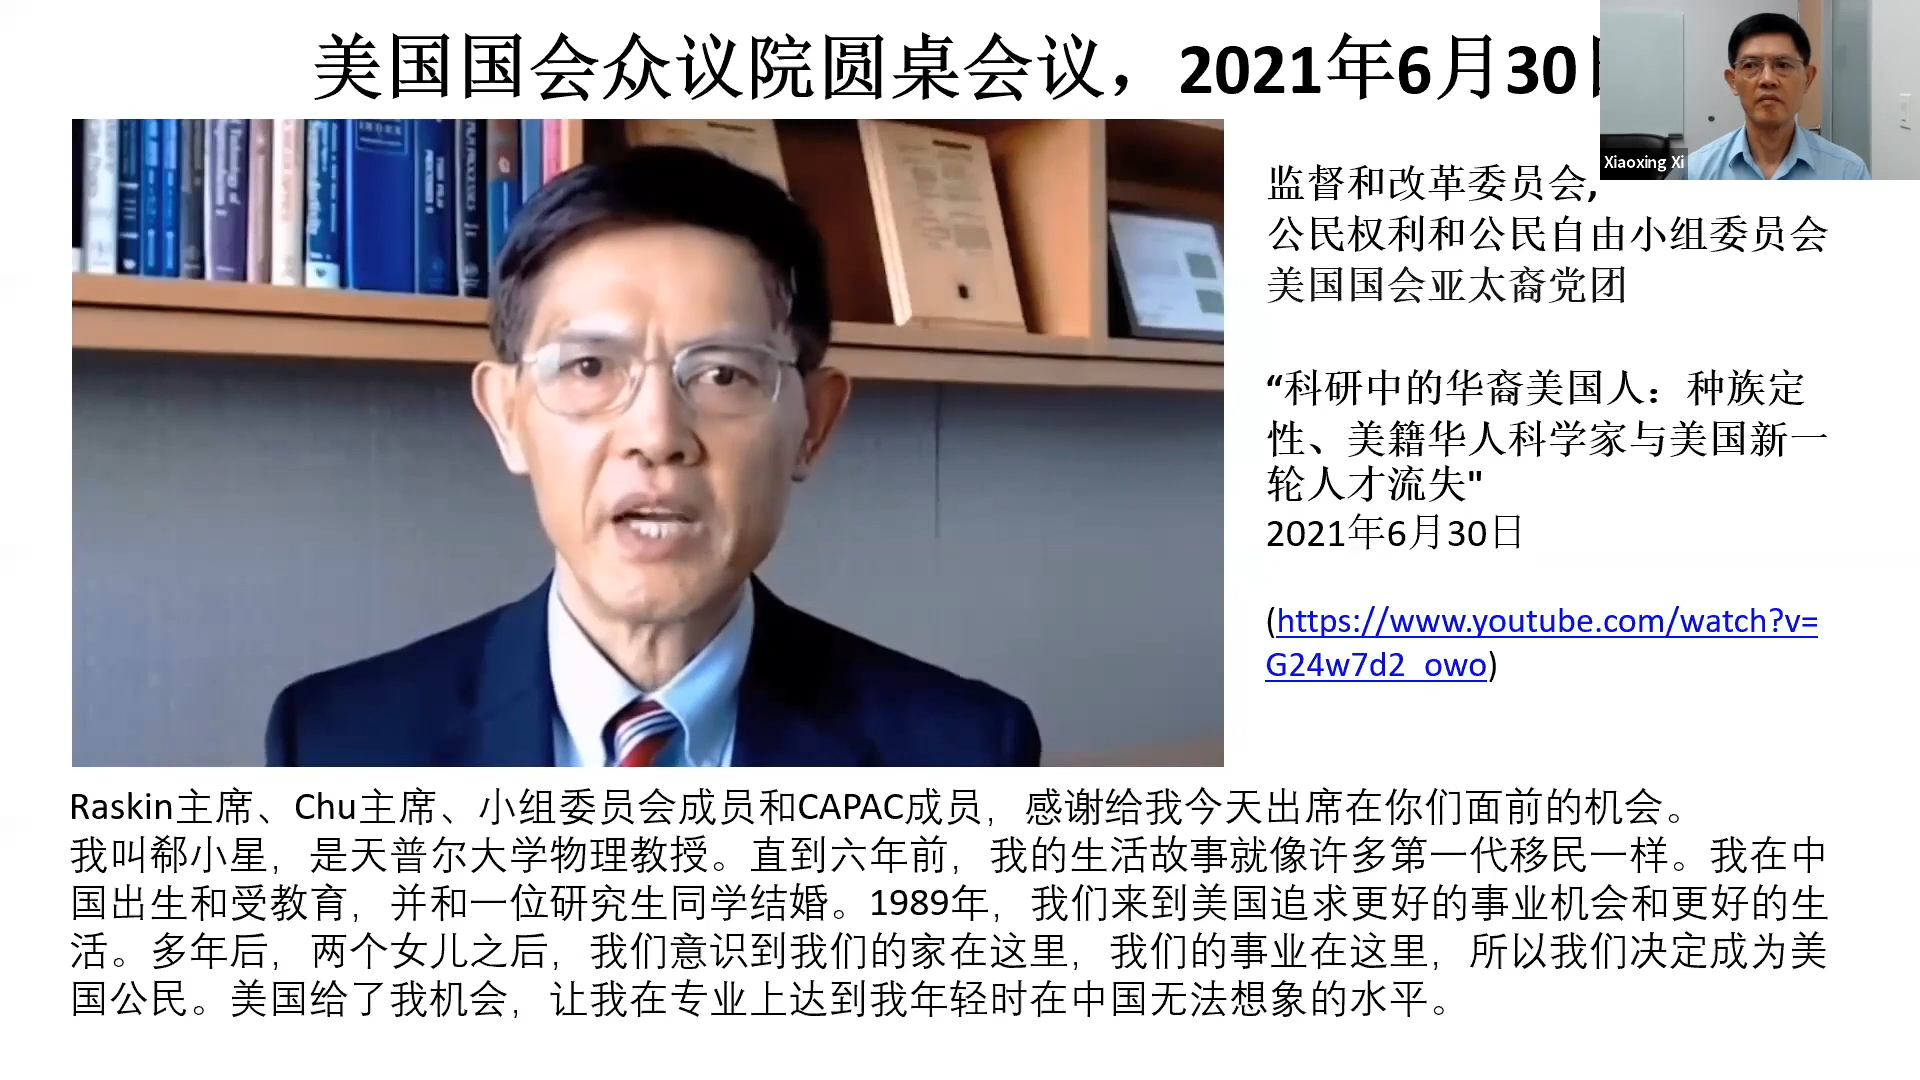 美国国会众议院圆桌会议，2021年6月30
Xiaoxing Xi
监督和改革委员会,
公民权利和公民自由小组委员会
美国国会亚太裔党团
“科研中的华裔美国人：种族定
性、美籍华人科学家与美国新一
轮人才流失"
2021年6月30日
(https://www.youtube.com/watch?v=
G24w7d2_owo)
INDEX
Raskin主席、Chu主席、小组委员会成员和CAPAC成员，感谢给我今天出席在你们面前的机会。
我叫郗小星，是天普尔大学物理教授。直到六年前，我的生活故事就像许多第一代移民一样。我在中
国出生和受教育，并和一位研究生同学结婚。1989年，我们来到美国追求更好的事业机会和更好的生
活。多年后，两个女儿之后，我们意识到我们的家在这里，我们的事业在这里，所以我们决定成为美
国公民。美国给了我机会，让我在专业上达到我年轻时在中国无法想象的水平。